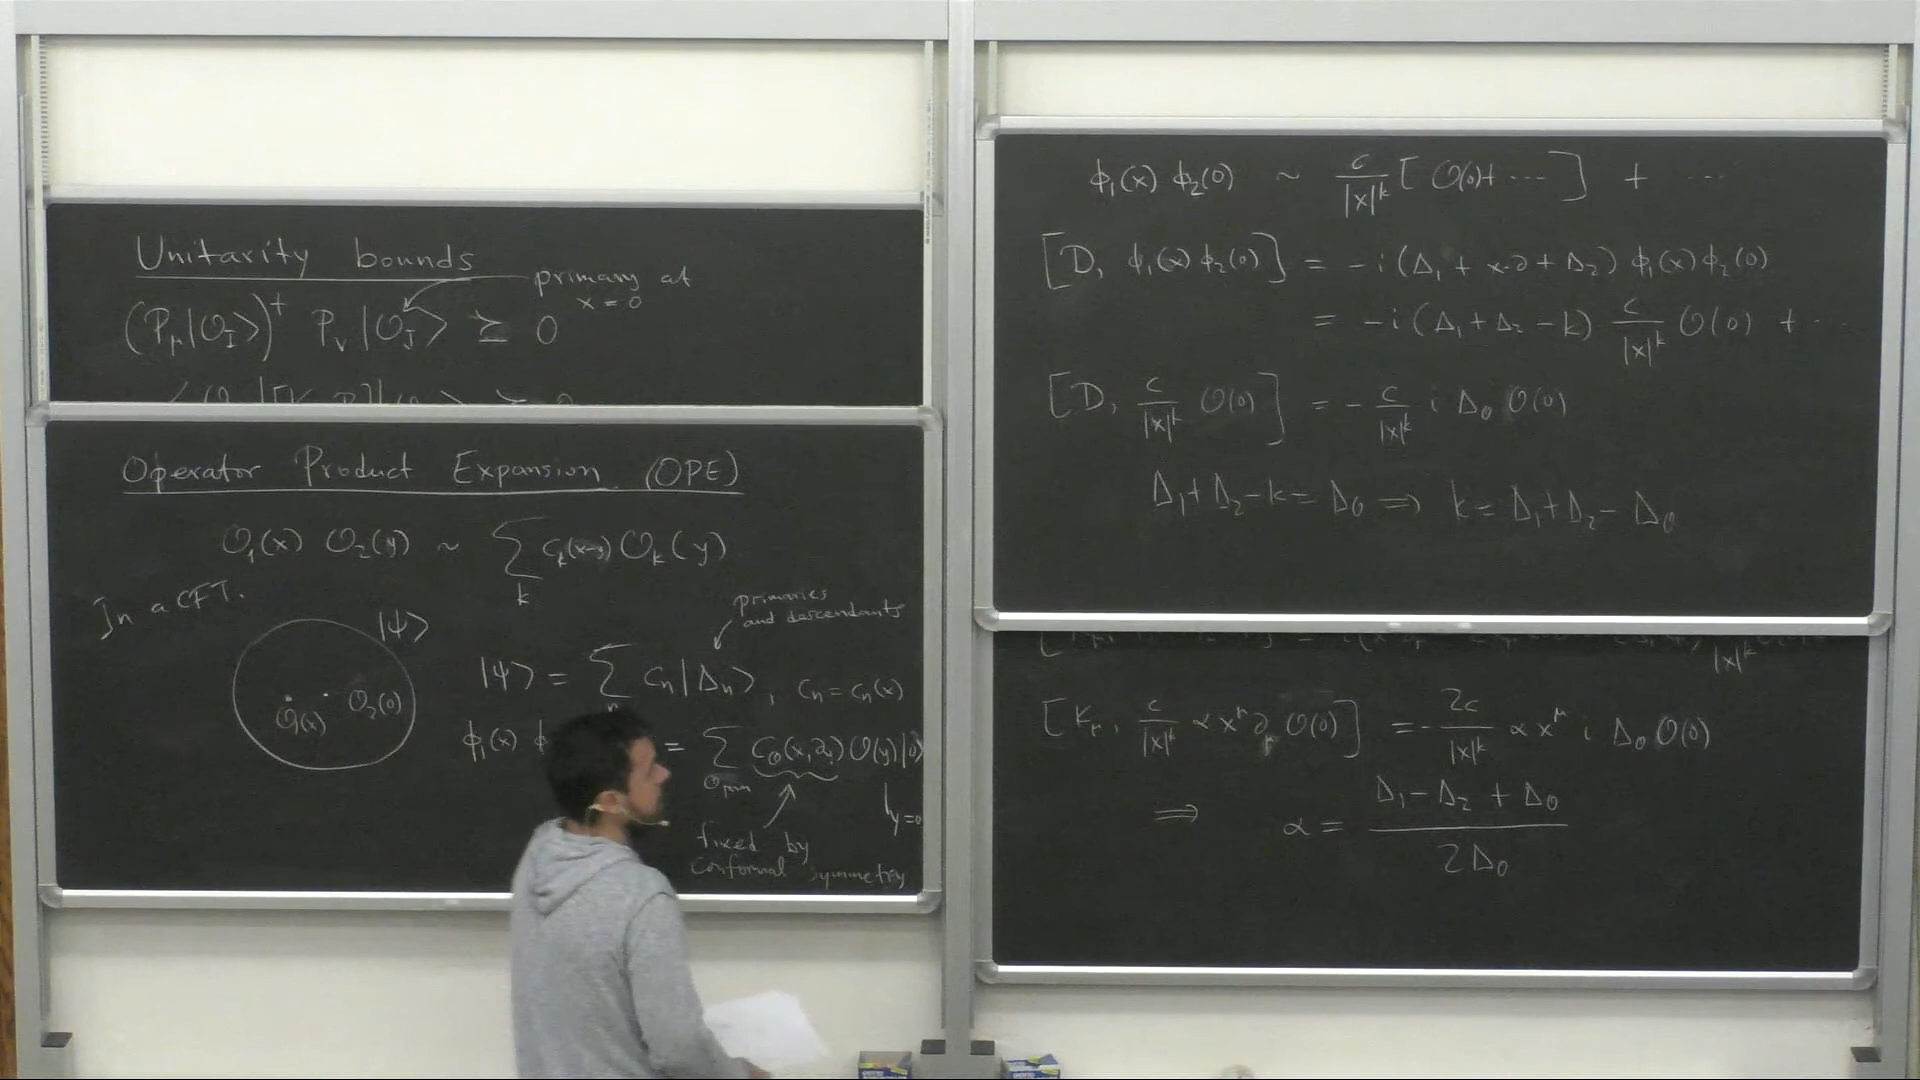 Unitarity bounds
primary at
x = 0
(P_μ|O_I⟩)† P_ν|O_J⟩ ≥ 0
Operator Product Expansion (OPE)
O_1(x) O_2(y) ~ ∑_k c_k(x-y) O_k(y)
In a CFT.
primaries
and descendants
|ψ⟩
|ψ⟩ = ∑_n c_n|Δ_n⟩, c_n = c_n(x)
O_1(x) O_2(0)
ϕ_1(x) ϕ = ∑ C_O(x,∂_y) O(y)|0⟩
y=0
fixed by
conformal symmetry
ϕ_1(x) ϕ_2(0) ~ c/|x|^k [O(0)+ ⋯] + ⋯
[D, ϕ_1(x) ϕ_2(0)] = -i(Δ_1 + x·∂ + Δ_2) ϕ_1(x) ϕ_2(0)
= -i(Δ_1 + Δ_2 - k) c/|x|^k O(0) + ⋯
[D, c/|x|^k O(0)] = - c/|x|^k i Δ_O O(0)
Δ_1 + Δ_2 - k = Δ_O ⟹ k = Δ_1 + Δ_2 - Δ_O
|x|^k
[K_μ, c/|x|^k α x^μ ∂_μ O(0)] = - 2c/|x|^k α x^μ i Δ_O O(0)
⟹ α = (Δ_1 - Δ_2 + Δ_O)/(2Δ_O)